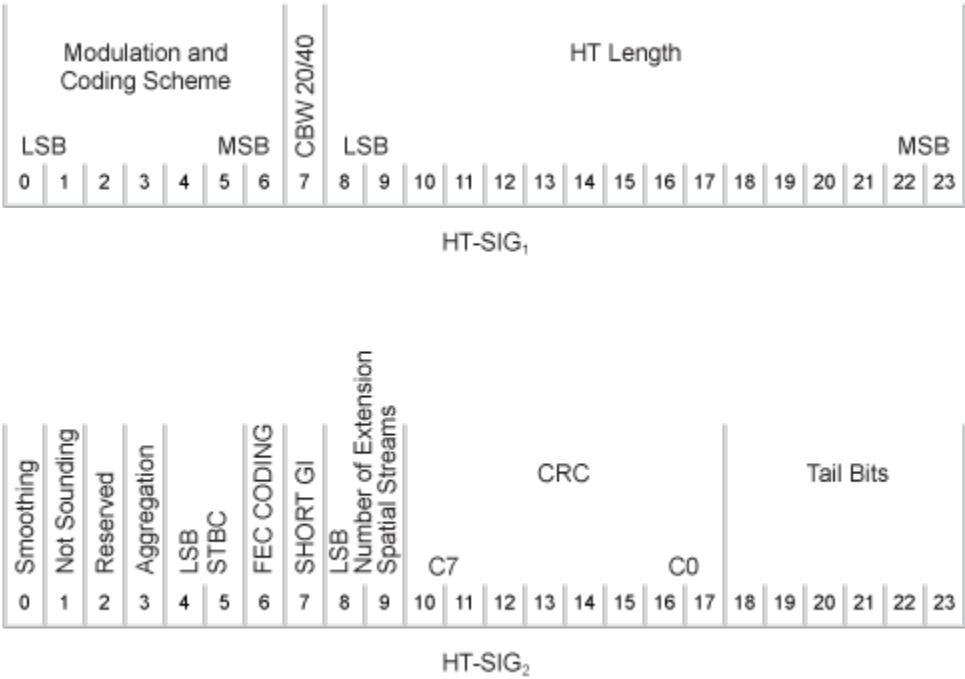 Modulation and
Coding Scheme
CBW 20/40
HT Length
LSB MSB LSB MSB
0 1 2 3 4 5 6 7 8 9 10 11 12 13 14 15 16 17 18 19 20 21 22 23
HT-SIG₁
Smoothing
Not Sounding
Reserved
Aggregation
LSB
STBC
FEC CODING
SHORT GI
LSB
Number of Extension
Spatial Streams
CRC
Tail Bits
C7 C0
0 1 2 3 4 5 6 7 8 9 10 11 12 13 14 15 16 17 18 19 20 21 22 23
HT-SIG₂